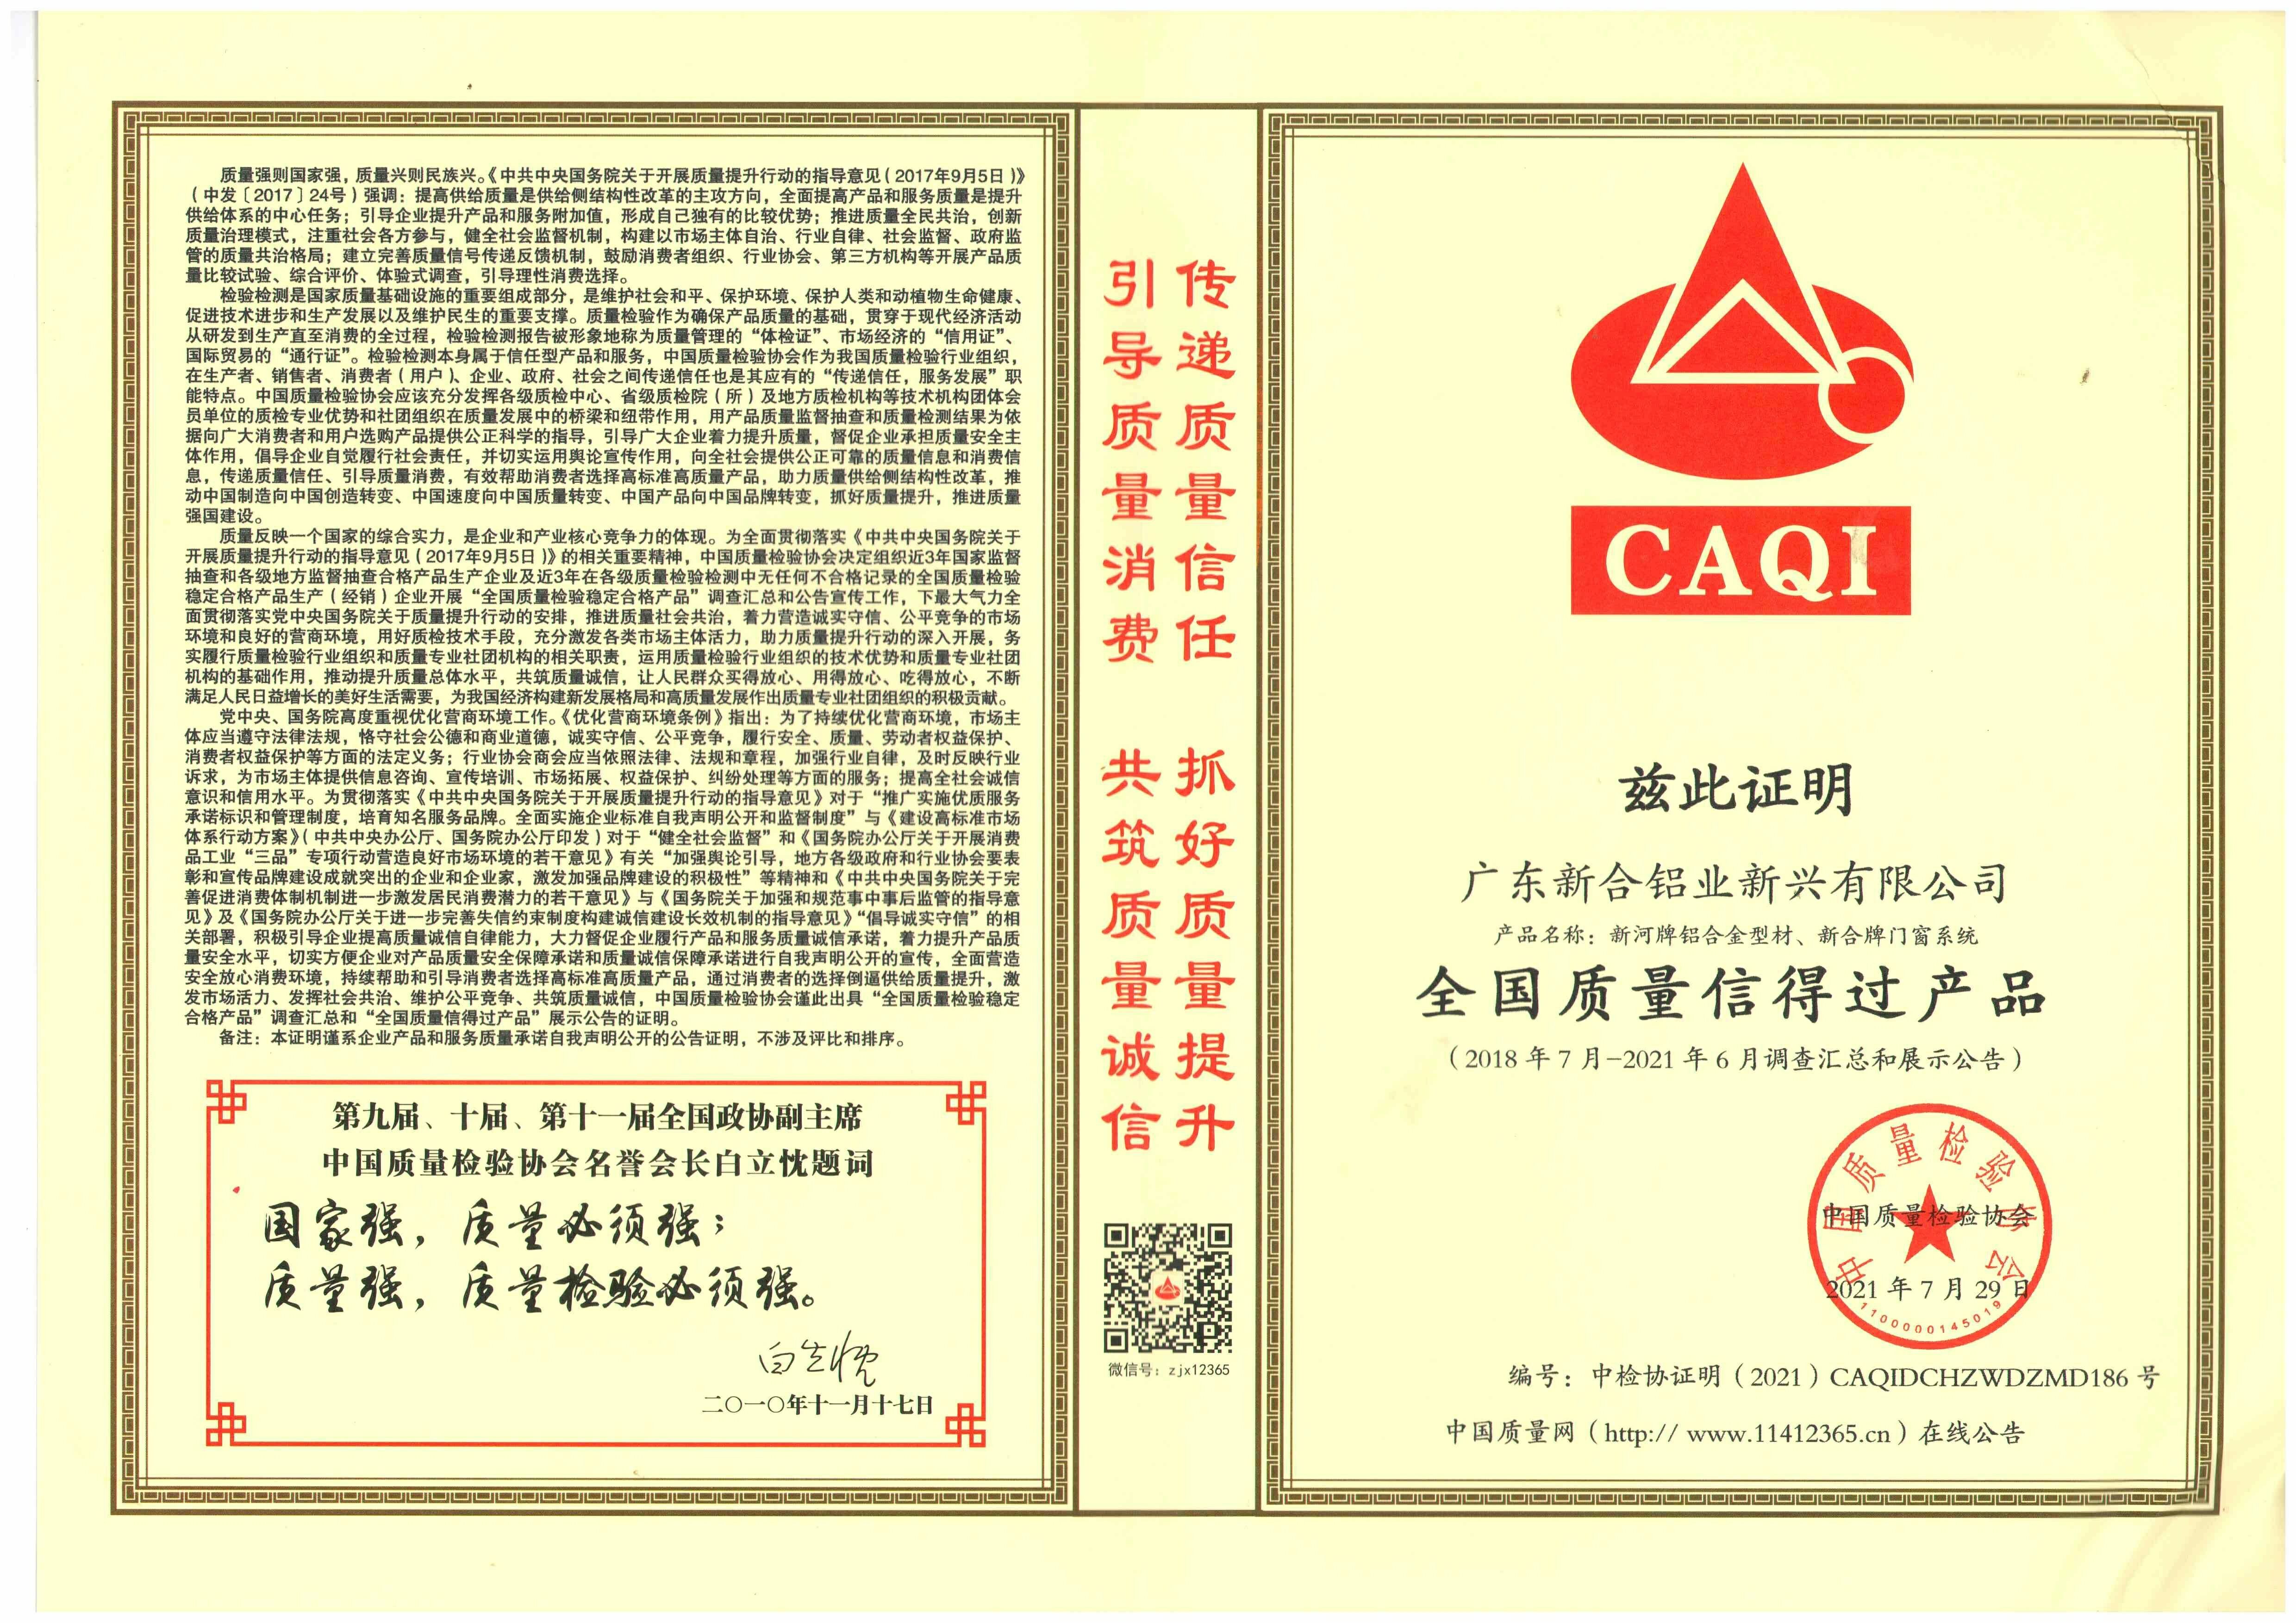 质量强则国家强，质量兴则民族兴。《中共中央国务院关于开展质量提升行动的指导意见（2017年9月5日）》
（中发〔2017〕24号）强调：提高供给质量是供给侧结构性改革的主攻方向，全面提高产品和服务质量是提升
供给体系的中心任务；引导企业提升产品和服务附加值，形成自己独有的比较优势；推进质量全民共治，创新
质量治理模式，注重社会各方参与，健全社会监督机制，构建以市场主体自治、行业自律、社会监督、政府监
管的质量共治格局；建立完善质量信号传递反馈机制，鼓励消费者组织、行业协会、第三方机构等开展产品质
量比较试验、综合评价、体验式调查，引导理性消费选择。
检验检测是国家质量基础设施的重要组成部分，是维护社会和平、保护环境、保护人类和动植物生命健康、
促进技术进步和生产发展以及维护民生的重要支撑。质量检验作为确保产品质量的基础，贯穿于现代经济活动
从研发到生产直至消费的全过程，检验检测报告被形象地称为质量管理的“体检证”、市场经济的“信用证”、
国际贸易的“通行证”。检验检测本身属于信任型产品和服务，中国质量检验协会作为我国质量检验行业组织，
在生产者、销售者、消费者（用户）、企业、政府、社会之间传递信任也是其应有的“传递信任，服务发展”职
能特点。中国质量检验协会应该充分发挥各级质检中心、省级质检院（所）及地方质检机构等技术机构团体会
员单位的质检专业优势和社团组织在质量发展中的桥梁和纽带作用，用产品质量监督抽查和质量检测结果为依
据向广大消费者和用户选购产品提供公正科学的指导，引导广大企业着力提升质量，督促企业承担质量安全主
体作用，倡导企业自觉履行社会责任，并切实运用舆论宣传作用，向全社会提供公正可靠的质量信息和消费信
息，传递质量信任、引导质量消费，有效帮助消费者选择高标准高质量产品，助力质量供给侧结构性改革，推
动中国制造向中国创造转变、中国速度向中国质量转变、中国产品向中国品牌转变，抓好质量提升，推进质量
强国建设。
质量反映一个国家的综合实力，是企业和产业核心竞争力的体现。为全面贯彻落实《中共中央国务院关于
开展质量提升行动的指导意见（2017年9月5日）》的相关重要精神，中国质量检验协会决定组织近3年国家监督
抽查和各级地方监督抽查合格产品生产企业及近3年在各级质量检验检测中无任何不合格记录的全国质量检验
稳定合格产品生产（经销）企业开展“全国质量检验稳定合格产品”调查汇总和公告宣传工作，下最大气力全
面贯彻落实党中央国务院关于质量提升行动的安排，推进质量社会共治，着力营造诚实守信、公平竞争的市场
环境和良好的营商环境，用好质检技术手段，充分激发各类市场主体活力，助力质量提升行动的深入开展，务
实履行质量检验行业组织和质量专业社团机构的相关职责，运用质量检验行业组织的技术优势和质量专业社团
机构的基础作用，推动提升质量总体水平，共筑质量诚信，让人民群众买得放心、用得放心、吃得放心，不断
满足人民日益增长的美好生活需要，为我国经济构建新发展格局和高质量发展作出质量专业社团组织的积极贡献。
党中央、国务院高度重视优化营商环境工作。《优化营商环境条例》指出：为了持续优化营商环境，市场主
体应当遵守法律法规，恪守社会公德和商业道德，诚实守信、公平竞争，履行安全、质量、劳动者权益保护、
消费者权益保护等方面的法定义务；行业协会商会应当依照法律、法规和章程，加强行业自律，及时反映行业
诉求，为市场主体提供信息咨询、宣传培训、市场拓展、权益保护、纠纷处理等方面的服务；提高全社会诚信
意识和信用水平。为贯彻落实《中共中央国务院关于开展质量提升行动的指导意见》对于“推广实施优质服务
承诺标识和管理制度，培育知名服务品牌。全面实施企业标准自我声明公开和监督制度”与《建设高标准市场
体系行动方案》（中共中央办公厅、国务院办公厅印发）对于“健全社会监督”和《国务院办公厅关于开展消费
品工业“三品”专项行动营造良好市场环境的若干意见》有关“加强舆论引导，地方各级政府和行业协会要表
彰和宣传品牌建设成就突出的企业和企业家，激发加强品牌建设的积极性”等精神和《中共中央国务院关于完
善促进消费体制机制进一步激发居民消费潜力的若干意见》与《国务院关于加强和规范事中事后监管的指导意
见》及《国务院办公厅关于进一步完善失信约束制度构建诚信建设长效机制的指导意见》“倡导诚实守信”的相
关部署，积极引导企业提高质量诚信自律能力，大力督促企业履行产品和服务质量诚信承诺，着力提升产品质
量安全水平，切实方便企业对产品质量安全保障承诺和质量诚信保障承诺进行自我声明公开的宣传，全面营造
安全放心消费环境，持续帮助和引导消费者选择高标准高质量产品，通过消费者的选择倒逼供给质量提升，激
发市场活力、发挥社会共治、维护公平竞争、共筑质量诚信，中国质量检验协会谨此出具“全国质量检验稳定
合格产品”调查汇总和“全国质量信得过产品”展示公告的证明。
备注：本证明谨系企业产品和服务质量承诺自我声明公开的公告证明，不涉及评比和排序。
第九届、十届、第十一届全国政协副主席
中国质量检验协会名誉会长白立忱题词
国家强，质量必须强；
质量强，质量检验必须强。
白立忱
二〇一〇年十一月十七日
传递质量信任 抓好质量提升
引导质量消费 共筑质量诚信
微信号：zjx12365
CAQI
兹此证明
广东新合铝业新兴有限公司
产品名称：新河牌铝合金型材、新合牌门窗系统
全国质量信得过产品
（2018年7月-2021年6月调查汇总和展示公告）
中国质量检验协会
中国质量检验协会
2021年7月29日
1100000145019
编号：中检协证明（2021）CAQIDCHZWDZMD186号
中国质量网（http:// www.11412365.cn）在线公告